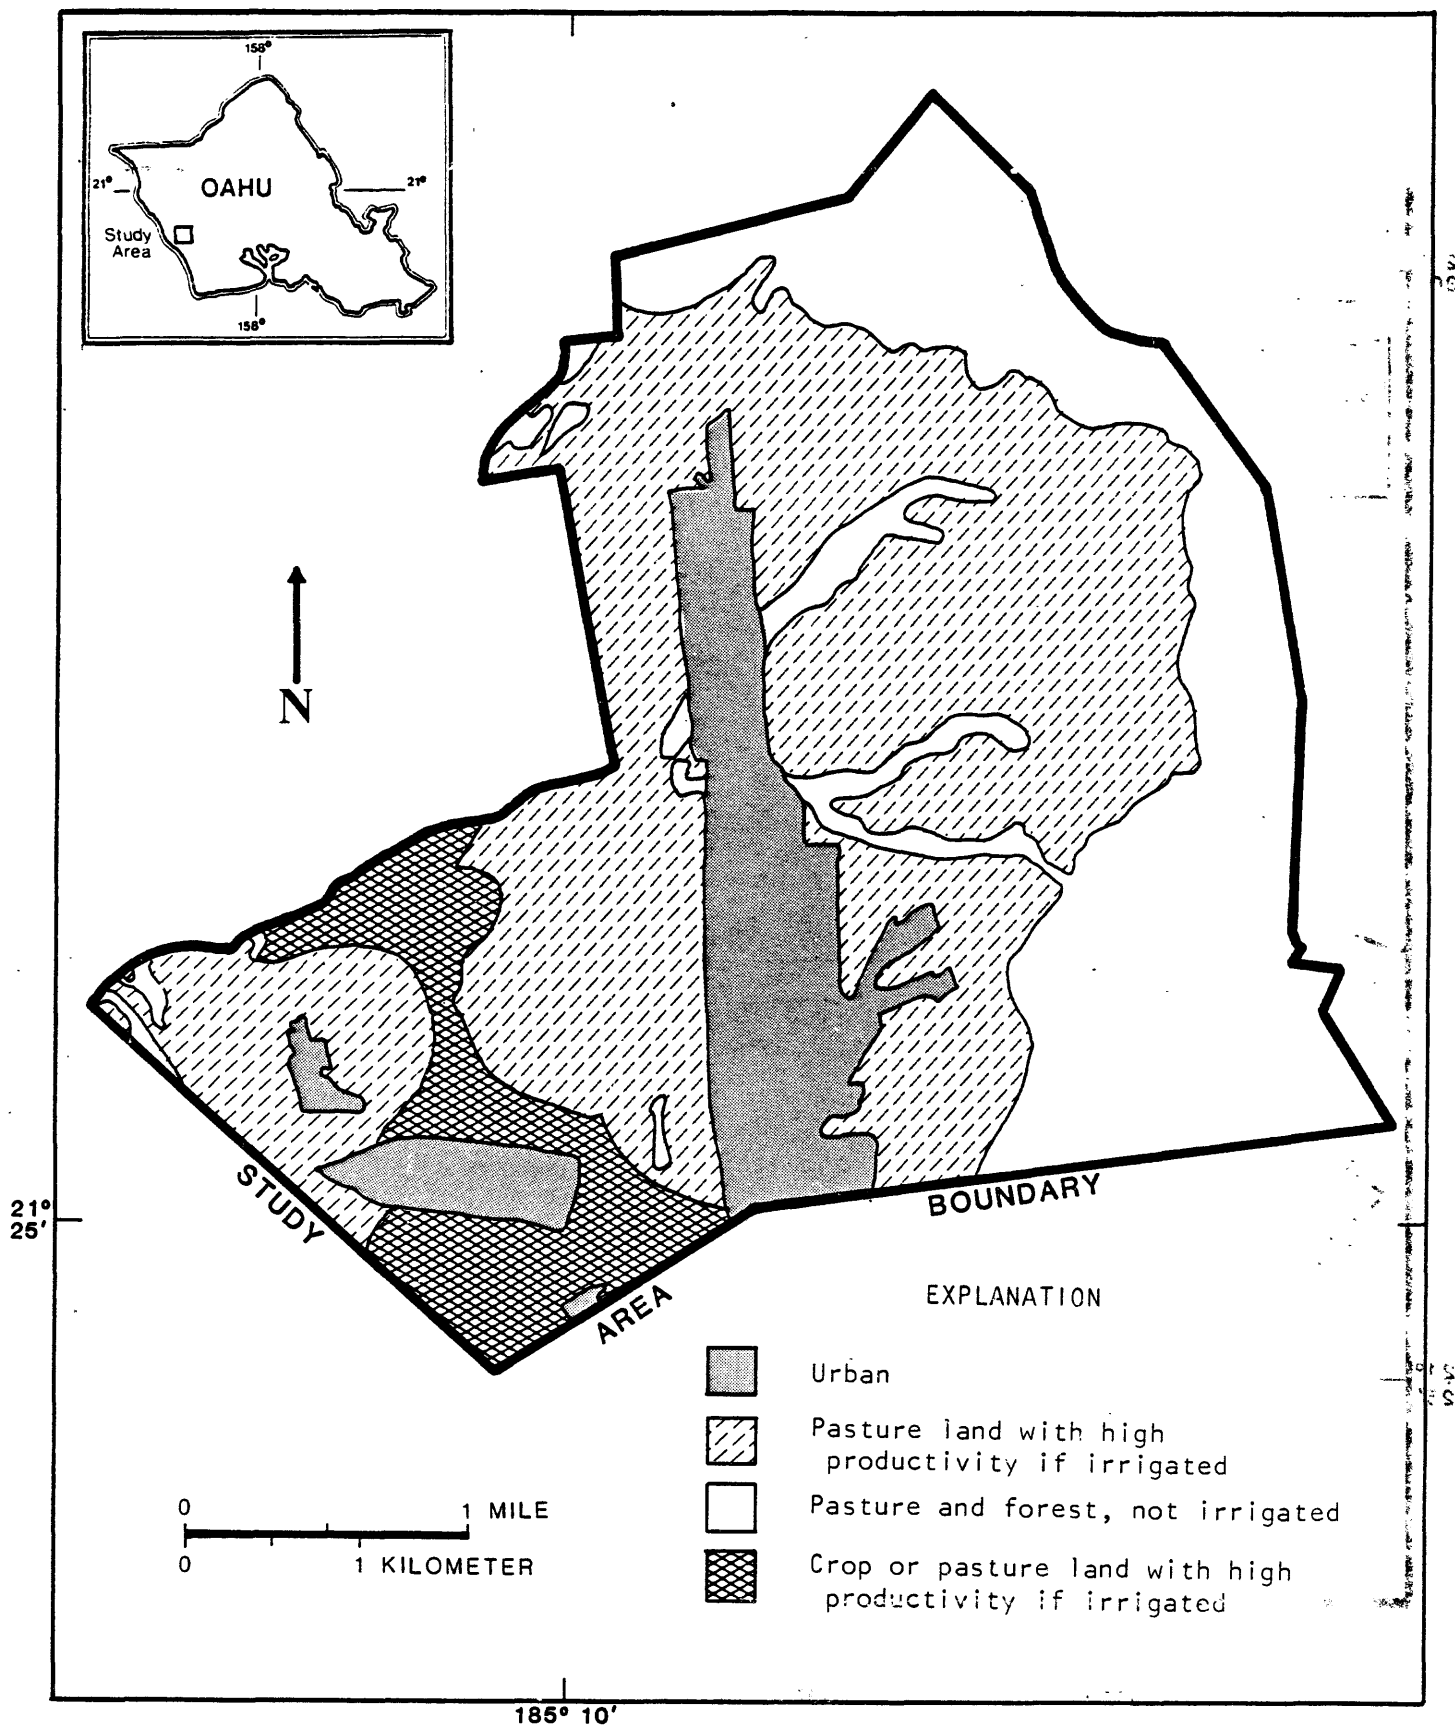 158°
OAHU
21°
21°
Study
Area
158°
N
STUDY
AREA
BOUNDARY
21°
25'
EXPLANATION
Urban
Pasture land with high
productivity if irrigated
Pasture and forest, not irrigated
Crop or pasture land with high
productivity if irrigated
0 1 MILE
0 1 KILOMETER
185° 10'